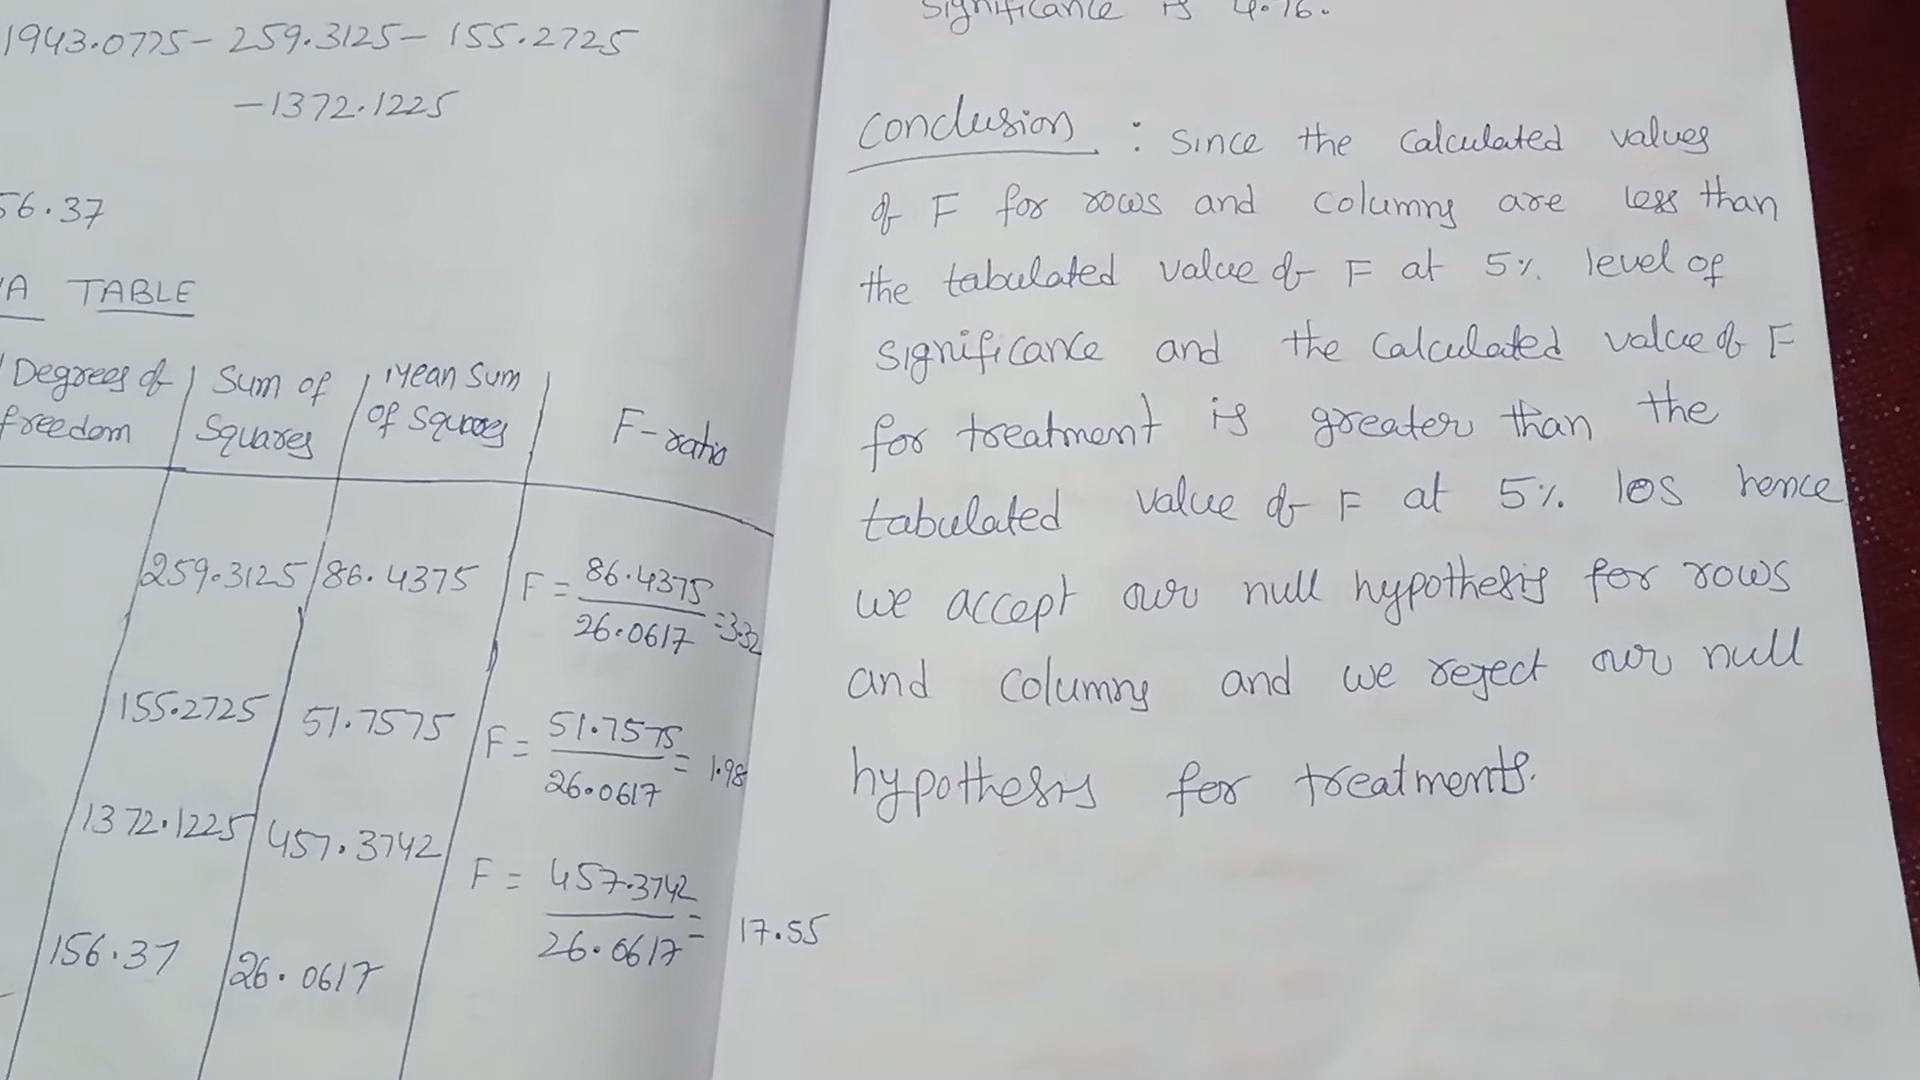 1943.0775 - 259.3125 - 155.2725
-1372.1225
56.37
A TABLE
Degrees of freedom
Sum of Squares
Mean Sum of Squares
F-ratio
259.3125 86.4375 F = 86.4375 / 26.0617 = 3.32
155.2725 51.7575 F = 51.7575 / 26.0617 = 1.98
1372.1225 457.3742 F = 457.3742 / 26.0617 = 17.55
156.37 26.0617
significance is 4.76.
Conclusion : Since the Calculated values
of F for rows and columns are less than
the tabulated value of F at 5% level of
significance and the Calculated value of F
for treatment is greater than the
tabulated value of F at 5% los hence
we accept our null hypothesis for rows
and columns and we reject our null
hypothesis for treatments.